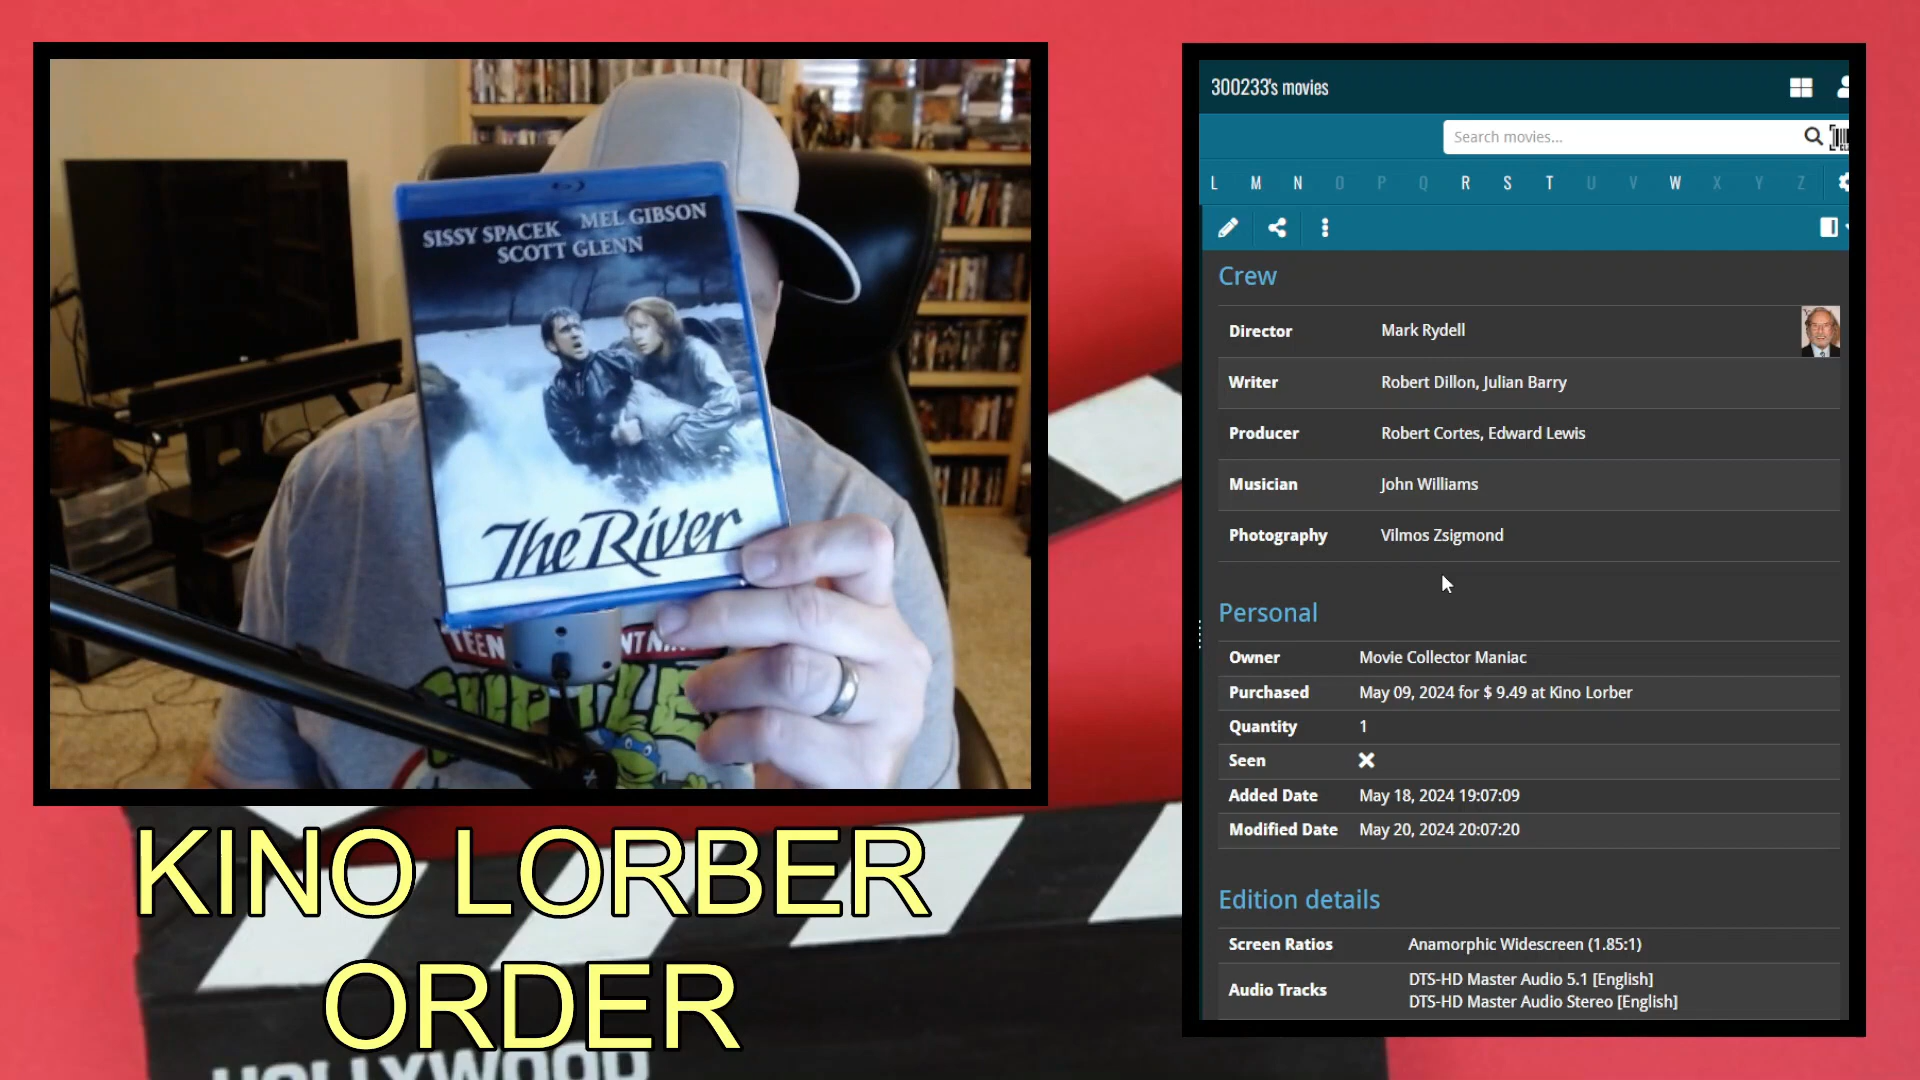 SISSY SPACEK MEL GIBSON
SCOTT GLENN
The River
TEEN
NT N
TURTLE
KINO LORBER
ORDER
HOLLYWOOD
300233's movies
Search movies...
L M N O P Q R S T U V W X Y Z
Crew
Director Mark Rydell
Writer Robert Dillon, Julian Barry
Producer Robert Cortes, Edward Lewis
Musician John Williams
Photography Vilmos Zsigmond
Personal
Owner Movie Collector Maniac
Purchased May 09, 2024 for $ 9.49 at Kino Lorber
Quantity 1
Seen
Added Date May 18, 2024 19:07:09
Modified Date May 20, 2024 20:07:20
Edition details
Screen Ratios Anamorphic Widescreen (1.85:1)
Audio Tracks DTS-HD Master Audio 5.1 [English]
DTS-HD Master Audio Stereo [English]